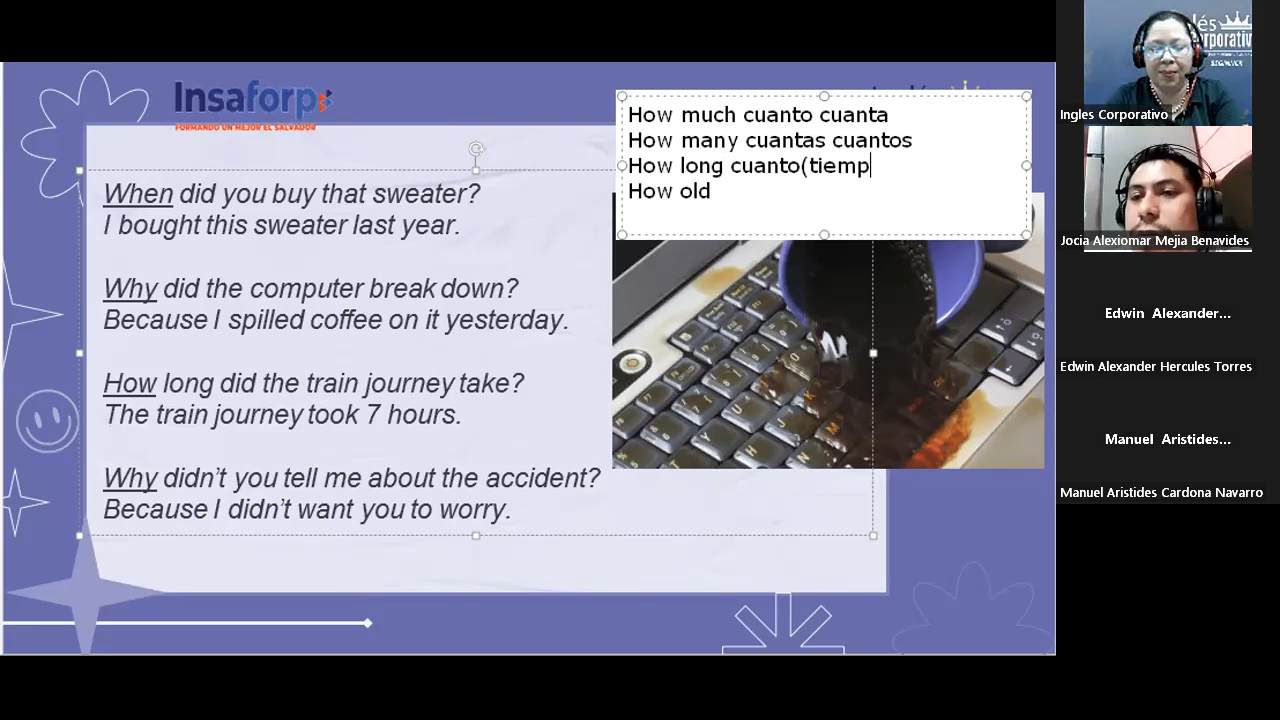 Insaforp
FORMANDO UN MEJOR EL SALVADOR
How much cuanto cuanta
How many cuantas cuantos
How long cuanto(tiemp
How old
When did you buy that sweater?
I bought this sweater last year.
Why did the computer break down?
Because I spilled coffee on it yesterday.
How long did the train journey take?
The train journey took 7 hours.
Why didn't you tell me about the accident?
Because I didn't want you to worry.
Ingles Corporativo
Jocia Alexiomar Mejia Benavides
Edwin Alexander...
Edwin Alexander Hercules Torres
Manuel Aristides...
Manuel Aristides Cardona Navarro